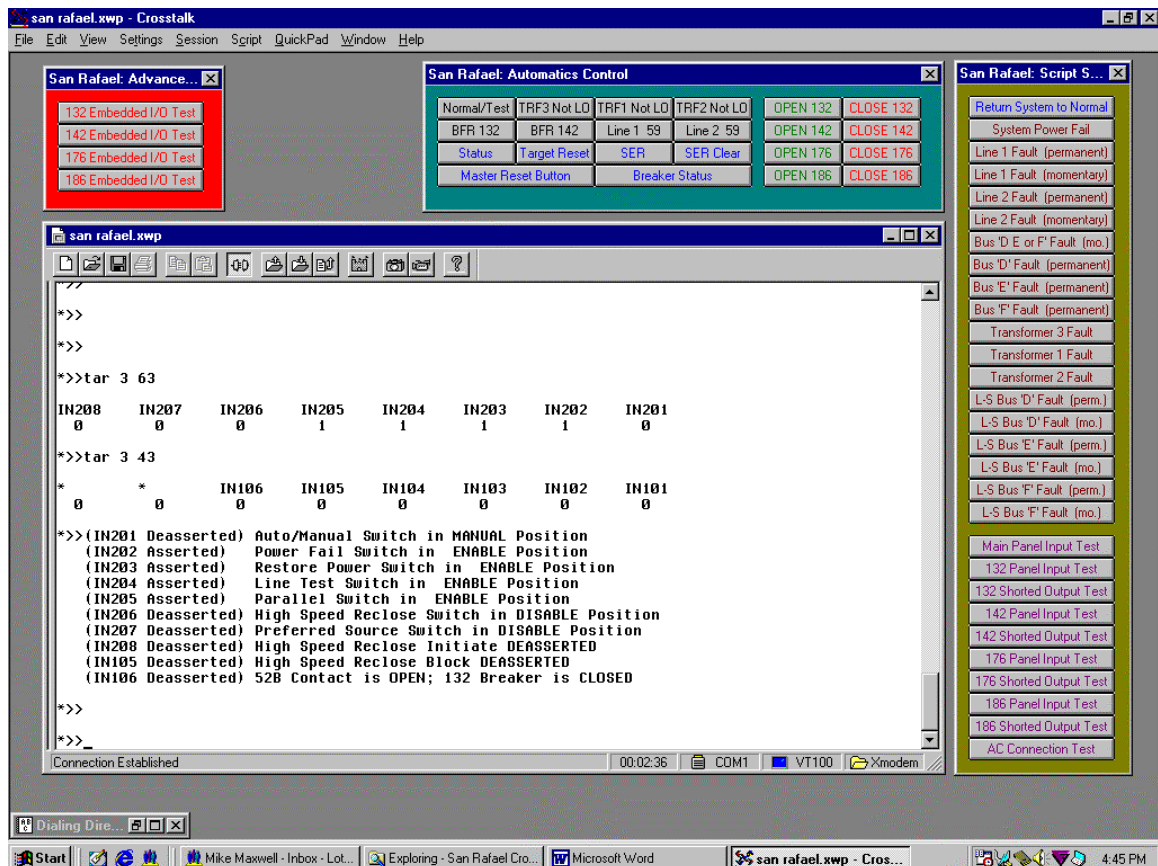 san rafael.xwp - Crosstalk
File Edit View Settings Session Script QuickPad Window Help
San Rafael: Advance...
132 Embedded I/O Test
142 Embedded I/O Test
176 Embedded I/O Test
186 Embedded I/O Test
San Rafael: Automatics Control
Normal/Test TRF3 Not LO TRF1 Not LO TRF2 Not LO OPEN 132 CLOSE 132
BFR 132 BFR 142 Line 1 59 Line 2 59 OPEN 142 CLOSE 142
Status Target Reset SER SER Clear OPEN 176 CLOSE 176
Master Reset Button Breaker Status OPEN 186 CLOSE 186
San Rafael: Script S...
Return System to Normal
System Power Fail
Line 1 Fault (permanent)
Line 1 Fault (momentary)
Line 2 Fault (permanent)
Line 2 Fault (momentary)
Bus 'D E or F' Fault (mo.)
Bus 'D' Fault (permanent)
Bus 'E' Fault (permanent)
Bus 'F' Fault (permanent)
Transformer 3 Fault
Transformer 1 Fault
Transformer 2 Fault
L-S Bus 'D' Fault (perm.)
L-S Bus 'D' Fault (mo.)
L-S Bus 'E' Fault (perm.)
L-S Bus 'E' Fault (mo.)
L-S Bus 'F' Fault (perm.)
L-S Bus 'F' Fault (mo.)
Main Panel Input Test
132 Panel Input Test
132 Shorted Output Test
142 Panel Input Test
142 Shorted Output Test
176 Panel Input Test
176 Shorted Output Test
186 Panel Input Test
186 Shorted Output Test
AC Connection Test
san rafael.xwp
*>>
*>>
*>>
*>>tar 3 63
IN208 IN207 IN206 IN205 IN204 IN203 IN202 IN201
0 0 0 1 1 1 1 0
*>>tar 3 43
* * IN106 IN105 IN104 IN103 IN102 IN101
0 0 0 0 0 0 0 0
*>>(IN201 Deasserted) Auto/Manual Switch in MANUAL Position
(IN202 Asserted) Power Fail Switch in ENABLE Position
(IN203 Asserted) Restore Power Switch in ENABLE Position
(IN204 Asserted) Line Test Switch in ENABLE Position
(IN205 Asserted) Parallel Switch in ENABLE Position
(IN206 Deasserted) High Speed Reclose Switch in DISABLE Position
(IN207 Deasserted) Preferred Source Switch in DISABLE Position
(IN208 Deasserted) High Speed Reclose Initiate DEASSERTED
(IN105 Deasserted) High Speed Reclose Block DEASSERTED
(IN106 Deasserted) 52B Contact is OPEN; 132 Breaker is CLOSED
*>>
*>>_
Connection Established 00:02:36 COM1 VT100 Xmodem
Dialing Dire...
Start Mike Maxwell - Inbox - Lot... Exploring - San Rafael Cro... Microsoft Word san rafael.xwp - Cros... 4:45 PM